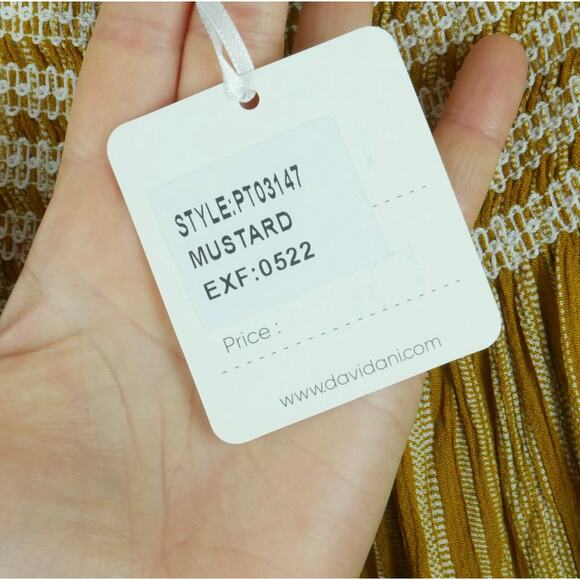 STYLE:PT03147
MUSTARD
EXF:0522
Price :
www.davidani.com